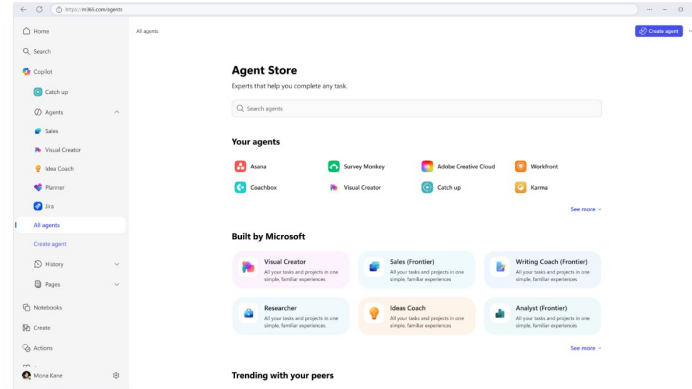 https://m365.com/agents
Home
Search
Copilot
Catch up
Agents
Sales
Visual Creator
Idea Coach
Planner
Jira
All agents
Create agent
History
Pages
Notebooks
Create
Actions
Mona Kane
All agents
Create agent
Agent Store
Experts that help you complete any task.
Search agents
Your agents
Asana
Survey Monkey
Adobe Creative Cloud
Workfront
Coachbox
Visual Creator
Catch up
Karma
See more
Built by Microsoft
Visual Creator
All your tasks and projects in one
simple, familiar experiences
Sales (Frontier)
All your tasks and projects in one
simple, familiar experiences
Writing Coach (Frontier)
All your tasks and projects in one
simple, familiar experiences
Researcher
All your tasks and projects in one
simple, familiar experiences
Ideas Coach
All your tasks and projects in one
simple, familiar experiences
Analyst (Frontier)
All your tasks and projects in one
simple, familiar experiences
See more
Trending with your peers